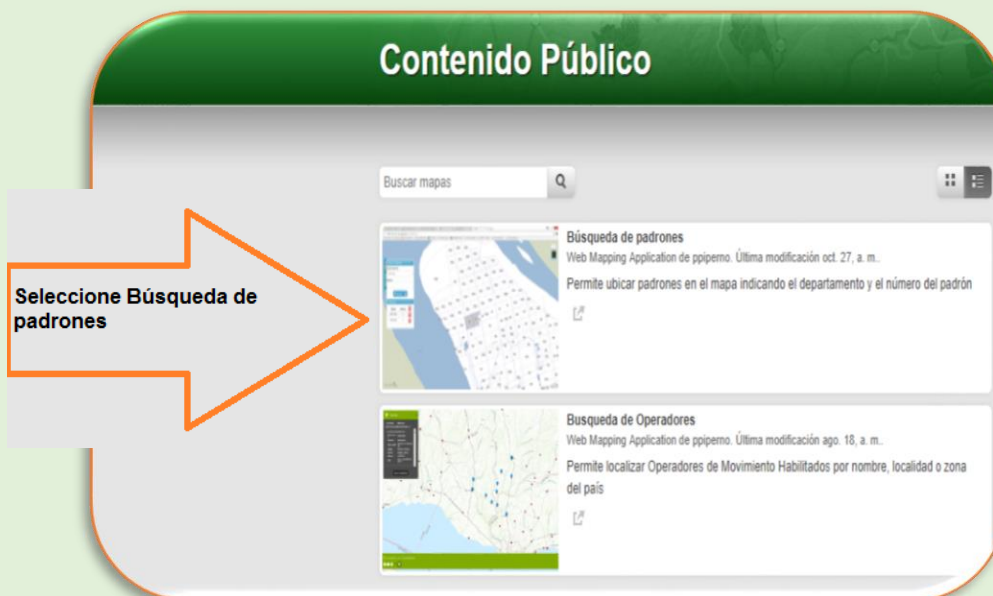 Contenido Público
Buscar mapas
Seleccione Búsqueda de
padrones
Búsqueda de padrones
Web Mapping Application de ppiperno. Última modificación oct. 27, a. m..
Permite ubicar padrones en el mapa indicando el departamento y el número del padrón
Busqueda de Operadores
Web Mapping Application de ppiperno. Última modificación ago. 18, a. m..
Permite localizar Operadores de Movimiento Habilitados por nombre, localidad o zona
del país